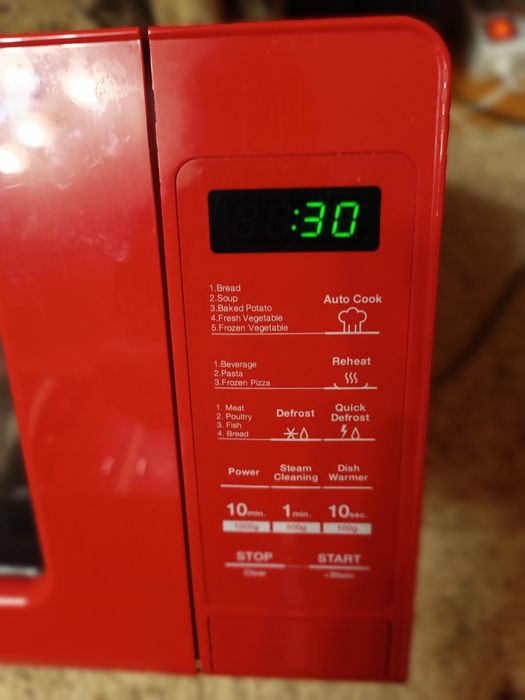 :30
1.Bread
2.Soup
3.Baked Potato
4.Fresh Vegetable
5.Frozen Vegetable
Auto Cook
1.Beverage
2.Pasta
3.Frozen Pizza
Reheat
1. Meat
2. Poultry
3. Fish
4. Bread
Defrost
Quick
Defrost
Power
Steam
Cleaning
Dish
Warmer
10min.
1min.
10sec.
1000g
500g
100g
STOP
Clear
START
+30sec